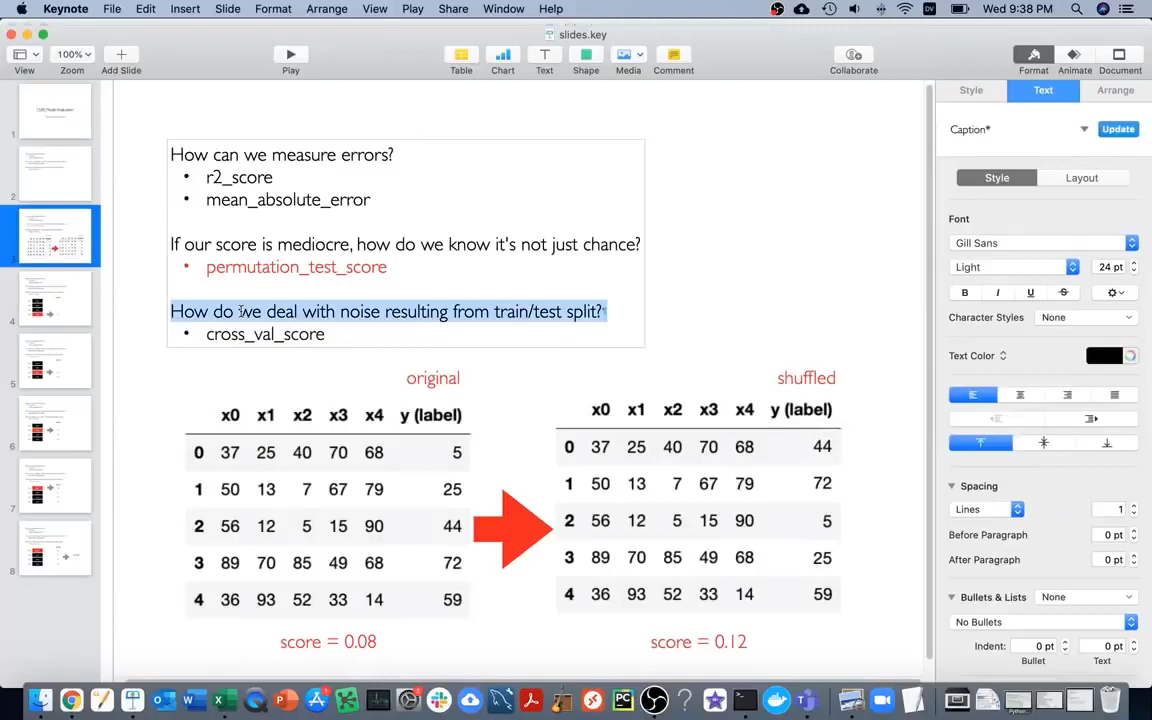 Keynote File Edit Insert Slide Format Arrange View Play Share Window Help
DV Wed 9:38 PM
slides.key
100%
View Zoom Add Slide Play Table Chart Text Shape Media Comment Collaborate Format Animate Document
Style Text Arrange
Caption* Update
Style Layout
Font
Gill Sans
Light 24 pt
B I U S
Character Styles None
Text Color
Spacing
Lines 1
Before Paragraph 0 pt
After Paragraph 0 pt
Bullets & Lists None
No Bullets
Indent: 0 pt 0 pt
Bullet Text
1
2
3
4
5
6
7
8
How can we measure errors?
• r2_score
• mean_absolute_error
If our score is mediocre, how do we know it's not just chance?
• permutation_test_score
How do we deal with noise resulting from train/test split?
• cross_val_score
original
x0 x1 x2 x3 x4 y (label)
0 37 25 40 70 68 5
1 50 13 7 67 79 25
2 56 12 5 15 90 44
3 89 70 85 49 68 72
4 36 93 52 33 14 59
score = 0.08
shuffled
x0 x1 x2 x3 x4 y (label)
0 37 25 40 70 68 44
1 50 13 7 67 79 72
2 56 12 5 15 90 5
3 89 70 85 49 68 25
4 36 93 52 33 14 59
score = 0.12